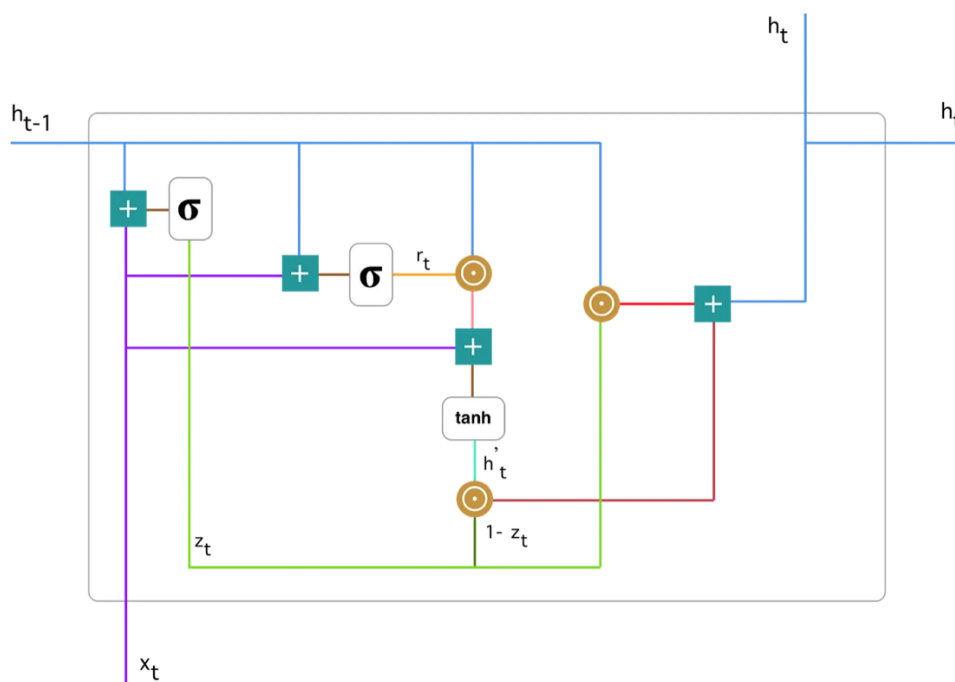 h_t
h_{t-1}
h
+
σ
+
σ
r_t
+
+
tanh
h'_t
z_t
1- z_t
x_t